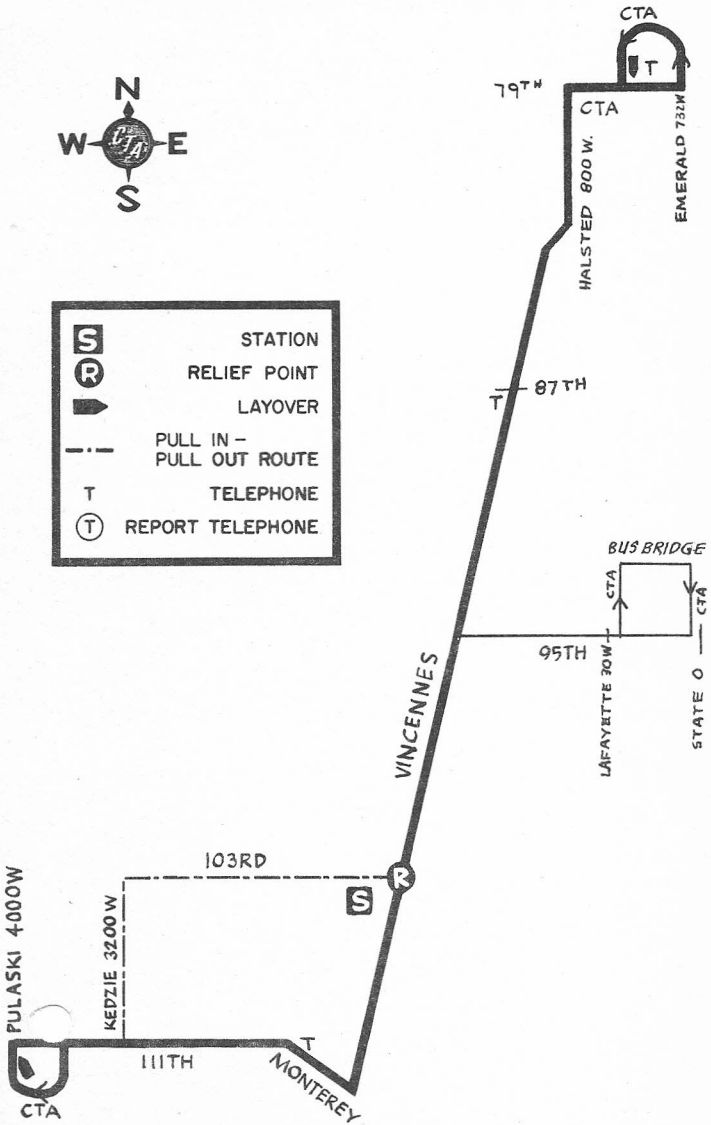 CTA
T
79TH
CTA
HALSTED 800 W.
EMERALD 732W
N
W CTA E
S
S STATION
R RELIEF POINT
LAYOVER
PULL IN -
PULL OUT ROUTE
T TELEPHONE
T REPORT TELEPHONE
T 87TH
BUS BRIDGE
CTA
CTA
95TH
LAFAYETTE 30W
STATE 0
VINCENNES
103RD
R
S
PULASKI 4000W
KEDZIE 3200 W
T
111TH
MONTEREY
CTA